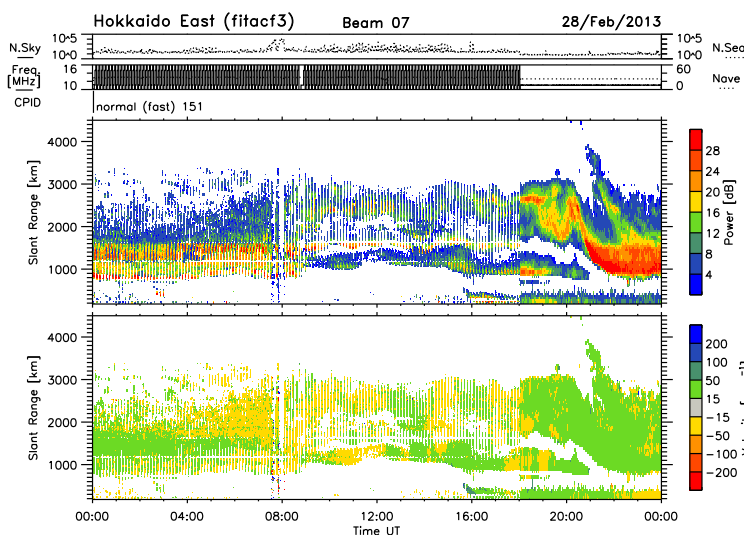 Hokkaido East (fitacf3) Beam 07 28/Feb/2013
N.Sky 10^5 10^0 10^5 10^0 N.Sea
Freq. [MHz] 16 10 60 0 Nave
CPID normal (fast) 151
Slant Range [km] 4000 3000 2000 1000
28 24 20 16 12 8 4 Power [dB]
Slant Range [km] 4000 3000 2000 1000
200 100 50 15 -15 -50 -100 -200
00:00 04:00 08:00 12:00 16:00 20:00 00:00
Time UT